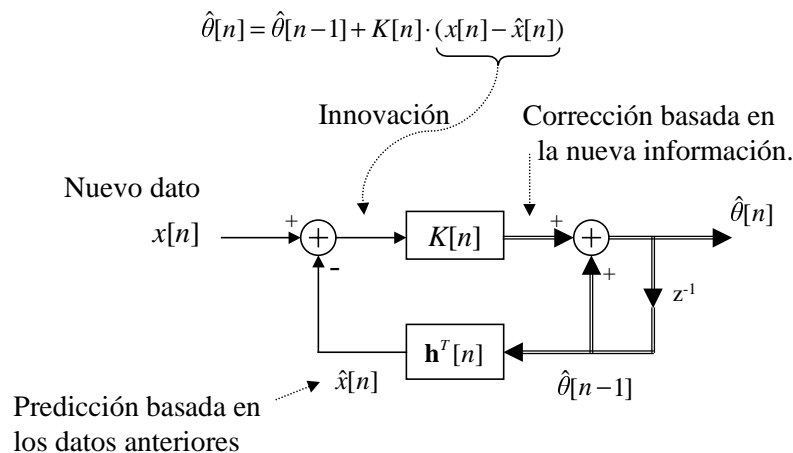 θ̂[n] = θ̂[n−1] + K[n]·(x[n] − x̂[n])
Innovación
Corrección basada en
la nueva información.
Nuevo dato
x[n]
+
+
K[n]
+
θ̂[n]
-
+
z⁻¹
hᵀ[n]
x̂[n]
θ̂[n−1]
Predicción basada en
los datos anteriores